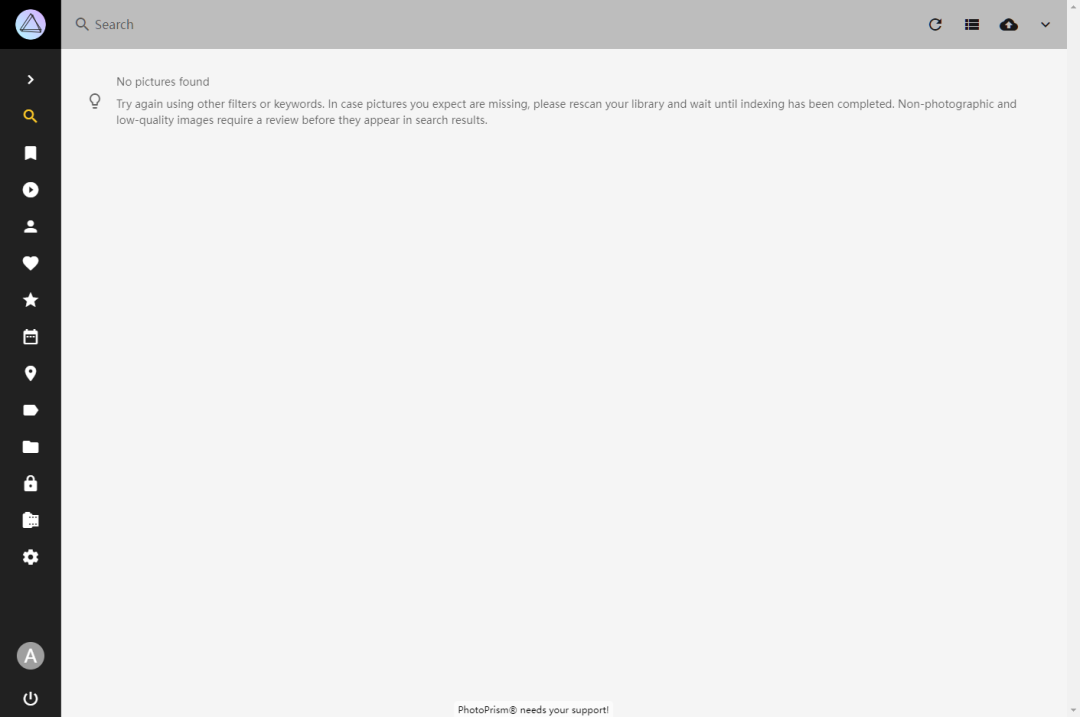 Search
No pictures found
Try again using other filters or keywords. In case pictures you expect are missing, please rescan your library and wait until indexing has been completed. Non-photographic and
low-quality images require a review before they appear in search results.
A
PhotoPrism® needs your support!